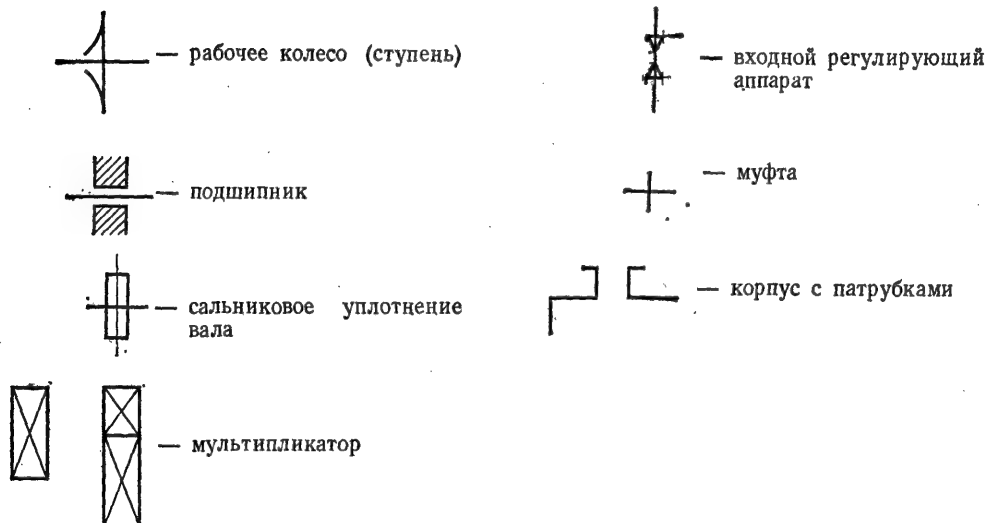 — рабочее колесо (ступень)
— подшипник
— сальниковое уплотнение
вала
— мультипликатор
— входной регулирующий
аппарат
— муфта
— корпус с патрубками